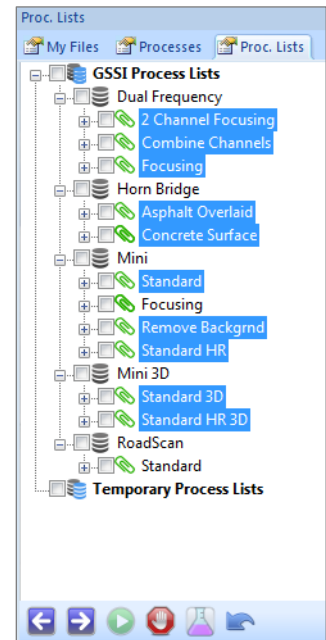 Proc. Lists
My Files Processes Proc. Lists
GSSI Process Lists
Dual Frequency
2 Channel Focusing
Combine Channels
Focusing
Horn Bridge
Asphalt Overlaid
Concrete Surface
Mini
Standard
Focusing
Remove Backgrnd
Standard HR
Mini 3D
Standard 3D
Standard HR 3D
RoadScan
Standard
Temporary Process Lists